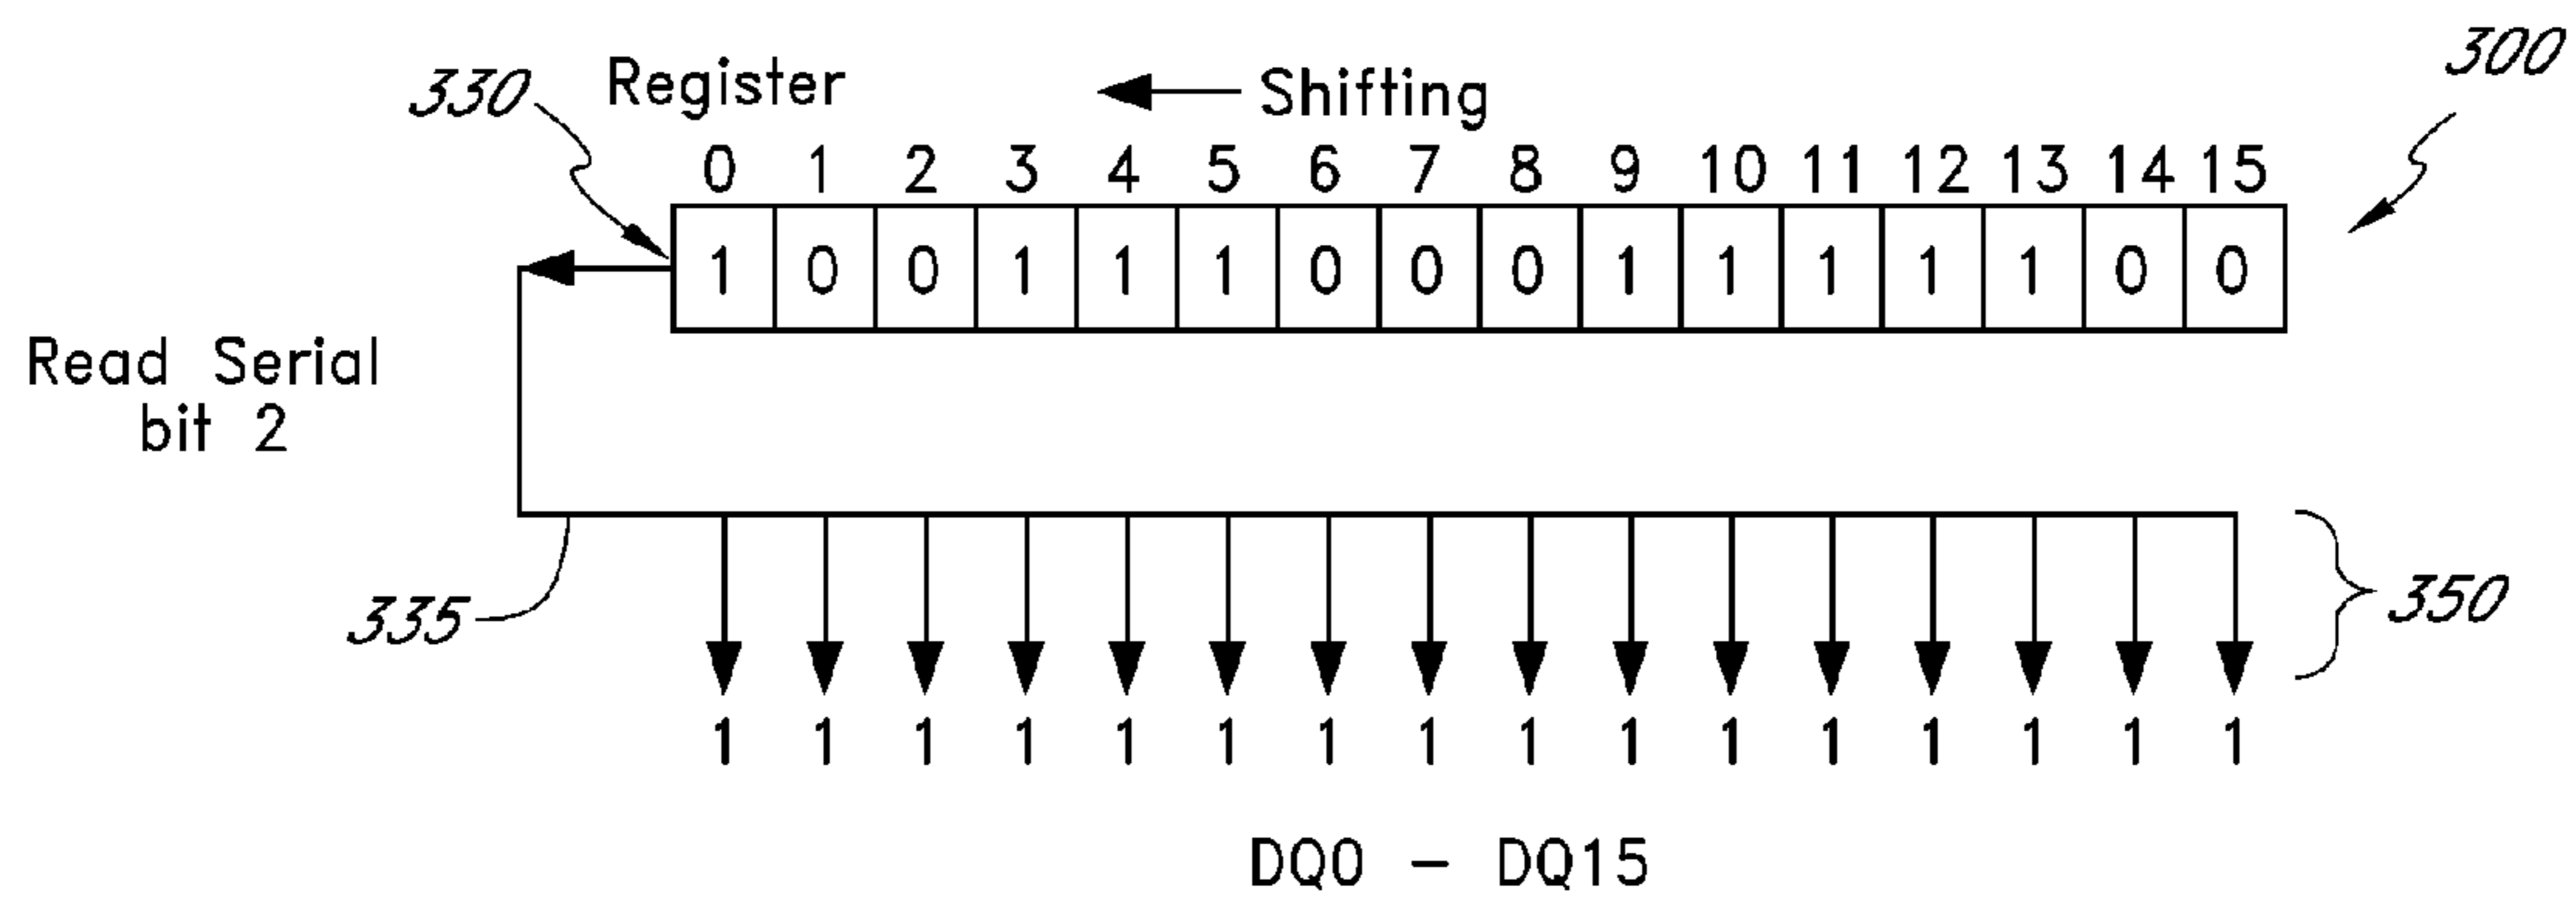 300
330 Register Shifting
0 1 2 3 4 5 6 7 8 9 10 11 12 13 14 15
1 0 0 1 1 1 0 0 0 1 1 1 1 1 0 0
Read Serial
bit 2
335
350
1 1 1 1 1 1 1 1 1 1 1 1 1 1 1 1
DQ0 - DQ15